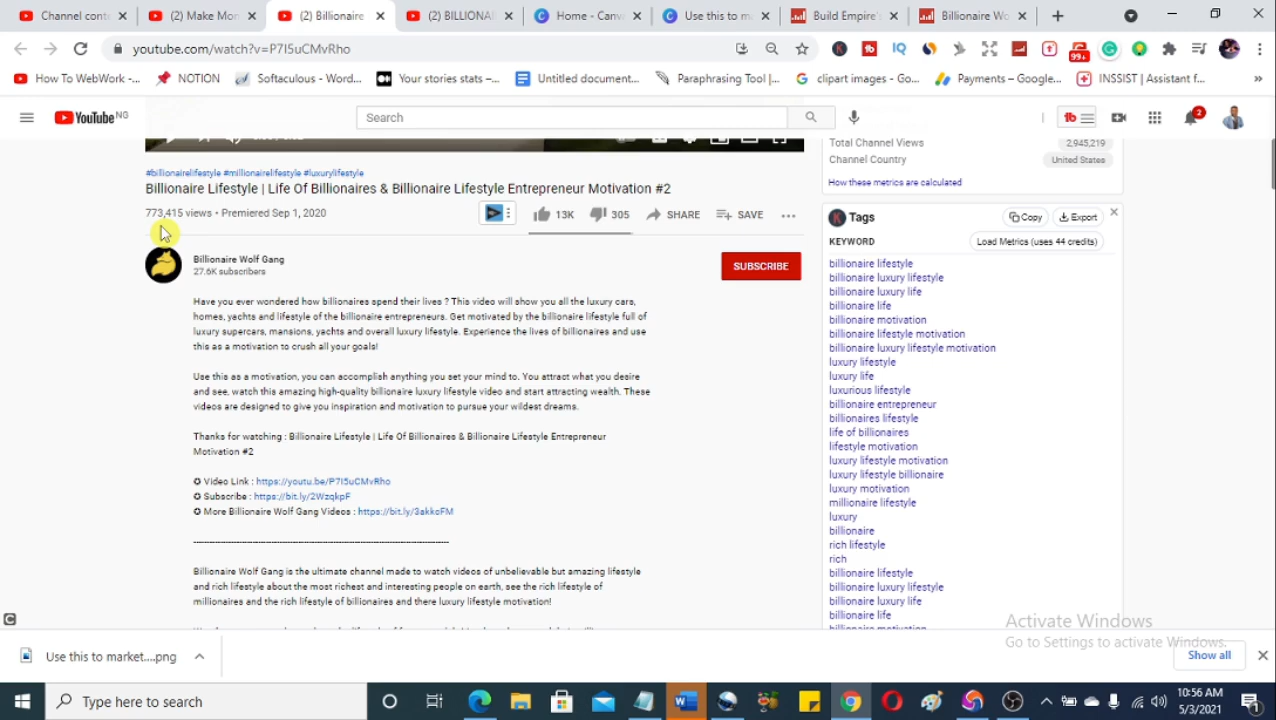 Channel conte
(2) Make Mon
(2) Billionaire
(2) BILLIONAI
Home - Canva
Use this to ma
Build Empire's
Billionaire Wo
youtube.com/watch?v=P7I5uCMvRho
IQ
99+
How To WebWork -...
NOTION
Softaculous - Word...
Your stories stats –...
Untitled document...
Paraphrasing Tool |...
clipart images - Go...
Payments – Google...
INSSIST | Assistant f...
»
YouTube NG
Search
tb
2
Total Channel Views 2,945,219
Channel Country United States
How these metrics are calculated
#billionairelifestyle #millionairelifestyle #luxurylifestyle
Billionaire Lifestyle | Life Of Billionaires & Billionaire Lifestyle Entrepreneur Motivation #2
773,415 views • Premiered Sep 1, 2020
13K
305
SHARE
SAVE
Billionaire Wolf Gang
27.6K subscribers
SUBSCRIBE
Have you ever wondered how billionaires spend their lives ? This video will show you all the luxury cars,
homes, yachts and lifestyle of the billionaire entrepreneurs. Get motivated by the billionaire lifestyle full of
luxury supercars, mansions, yachts and overall luxury lifestyle. Experience the lives of billionaires and use
this as a motivation to crush all your goals!
Use this as a motivation, you can accomplish anything you set your mind to. You attract what you desire
and see, watch this amazing high-quality billionaire luxury lifestyle video and start attracting wealth. These
videos are designed to give you inspiration and motivation to pursue your wildest dreams.
Thanks for watching : Billionaire Lifestyle | Life Of Billionaires & Billionaire Lifestyle Entrepreneur
Motivation #2
✪ Video Link : https://youtu.be/P7I5uCMvRho
✪ Subscribe : https://bit.ly/2WzqkpF
✪ More Billionaire Wolf Gang Videos : https://bit.ly/3akkcFM
Billionaire Wolf Gang is the ultimate channel made to watch videos of unbelievable but amazing lifestyle
and rich lifestyle about the most richest and interesting people on earth, see the rich lifestyle of
millionaires and the rich lifestyle of billionaires and there luxury lifestyle motivation!
K Tags
Copy
Export
KEYWORD
Load Metrics (uses 44 credits)
billionaire lifestyle
billionaire luxury lifestyle
billionaire luxury life
billionaire life
billionaire motivation
billionaire lifestyle motivation
billionaire luxury lifestyle motivation
luxury lifestyle
luxury life
luxurious lifestyle
billionaire entrepreneur
billionaires lifestyle
life of billionaires
lifestyle motivation
luxury lifestyle motivation
luxury lifestyle billionaire
luxury motivation
millionaire lifestyle
luxury
billionaire
rich lifestyle
rich
billionaire lifestyle
billionaire luxury lifestyle
billionaire luxury life
billionaire life
billionaire motivation
Activate Windows
Go to Settings to activate Windows.
Use this to market....png
Show all
Type here to search
10:56 AM
5/3/2021